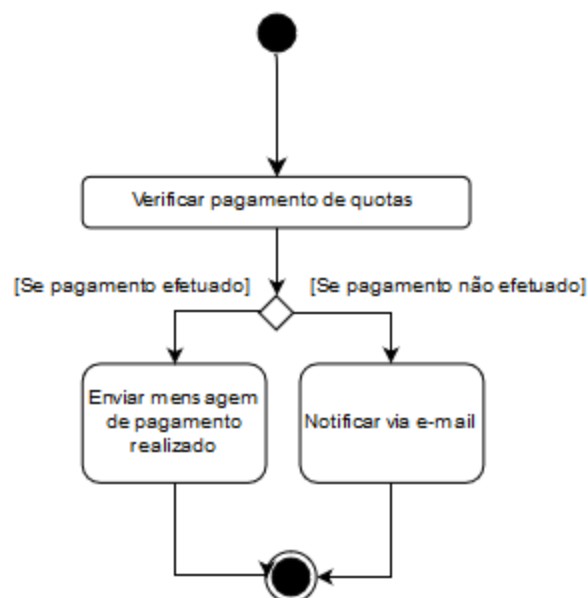 Verificar pagamento de quotas
[Se pagamento efetuado]
[Se pagamento não efetuado]
Enviar mensagem
de pagamento
realizado
Notificar via e-mail